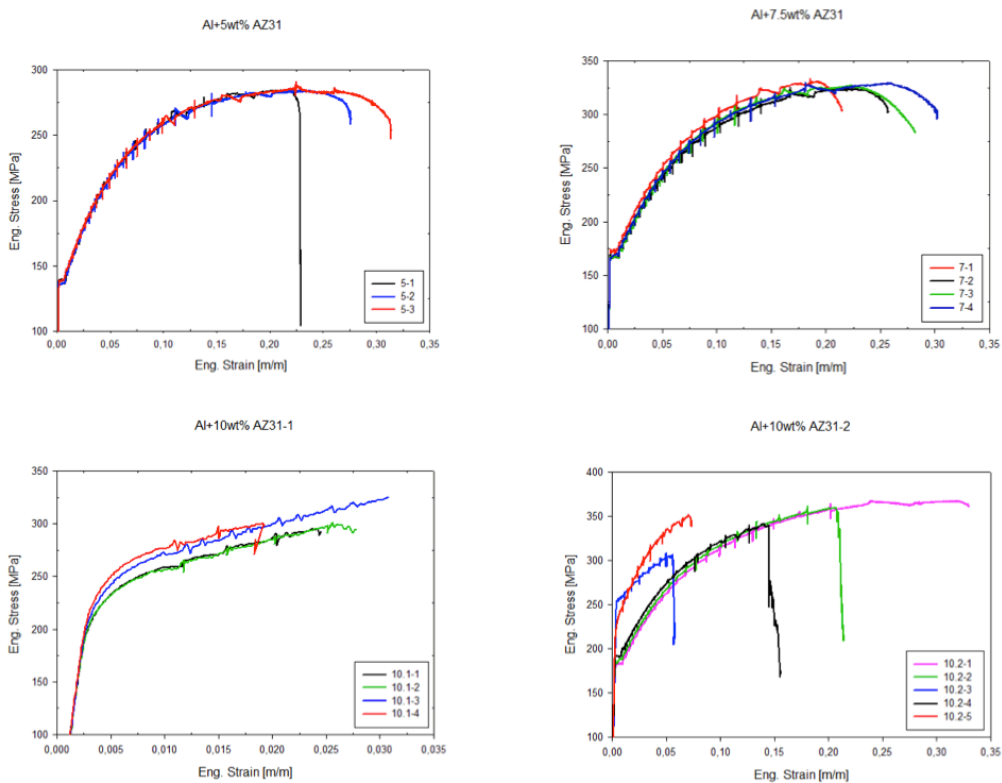 Al+5wt% AZ31
Eng. Stress [MPa]
300
250
200
150
100
0,00 0,05 0,10 0,15 0,20 0,25 0,30 0,35
Eng. Strain [m/m]
5-1
5-2
5-3
Al+7.5wt% AZ31
Eng. Stress [MPa]
350
300
250
200
150
100
0,00 0,05 0,10 0,15 0,20 0,25 0,30 0,35
Eng. Strain [m/m]
7-1
7-2
7-3
7-4
Al+10wt% AZ31-1
Eng. Stress [MPa]
350
300
250
200
150
100
0,000 0,005 0,010 0,015 0,020 0,025 0,030 0,035
Eng. Strain [m/m]
10.1-1
10.1-2
10.1-3
10.1-4
Al+10wt% AZ31-2
Eng. Stress [MPa]
400
350
300
250
200
150
100
0,00 0,05 0,10 0,15 0,20 0,25 0,30 0,35
Eng. Strain [m/m]
10.2-1
10.2-2
10.2-3
10.2-4
10.2-5